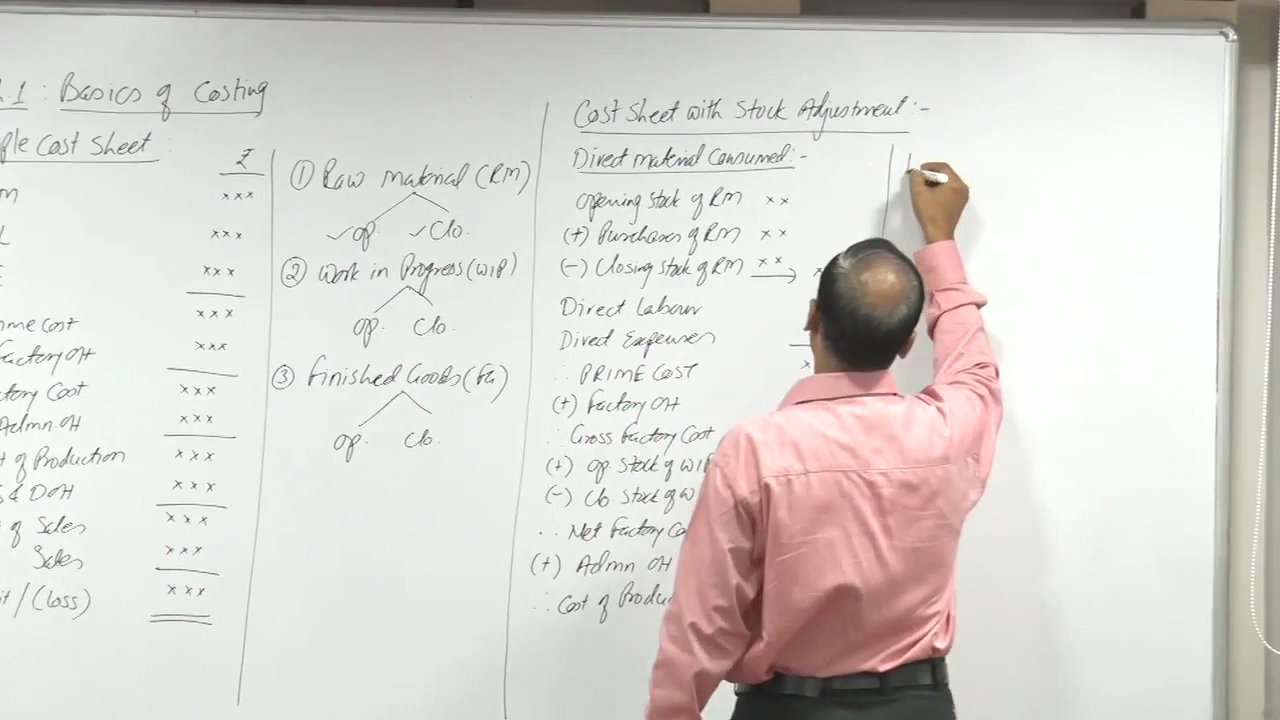 .1 : Basics of Costing
ple Cost Sheet
₹
M xxx
L xxx
E xxx
me Cost xxx
Factory OH xxx
tory Cost xxx
Admn OH xxx
t of Production xxx
& DOH xxx
of Sales xxx
Sales xxx
it / (Loss) xxx
① Raw Material (RM)
✓ op. ✓ Clo.
② Work in Progress (WIP)
op. Clo.
③ Finished Goods (FG)
op. Clo.
Cost Sheet with Stock Adjustment :-
Direct Material Consumed :-
Opening Stock of RM xx
(+) Purchases of RM xx
(-) Closing Stock of RM xx x
Direct Labour
Direct Expenses
∴ PRIME COST x
(+) Factory OH
∴ Gross Factory Cost
(+) Op Stock of WIP
(-) Clo Stock of W
∴ Net Factory Co
(+) Admn OH
∴ Cost of Produc